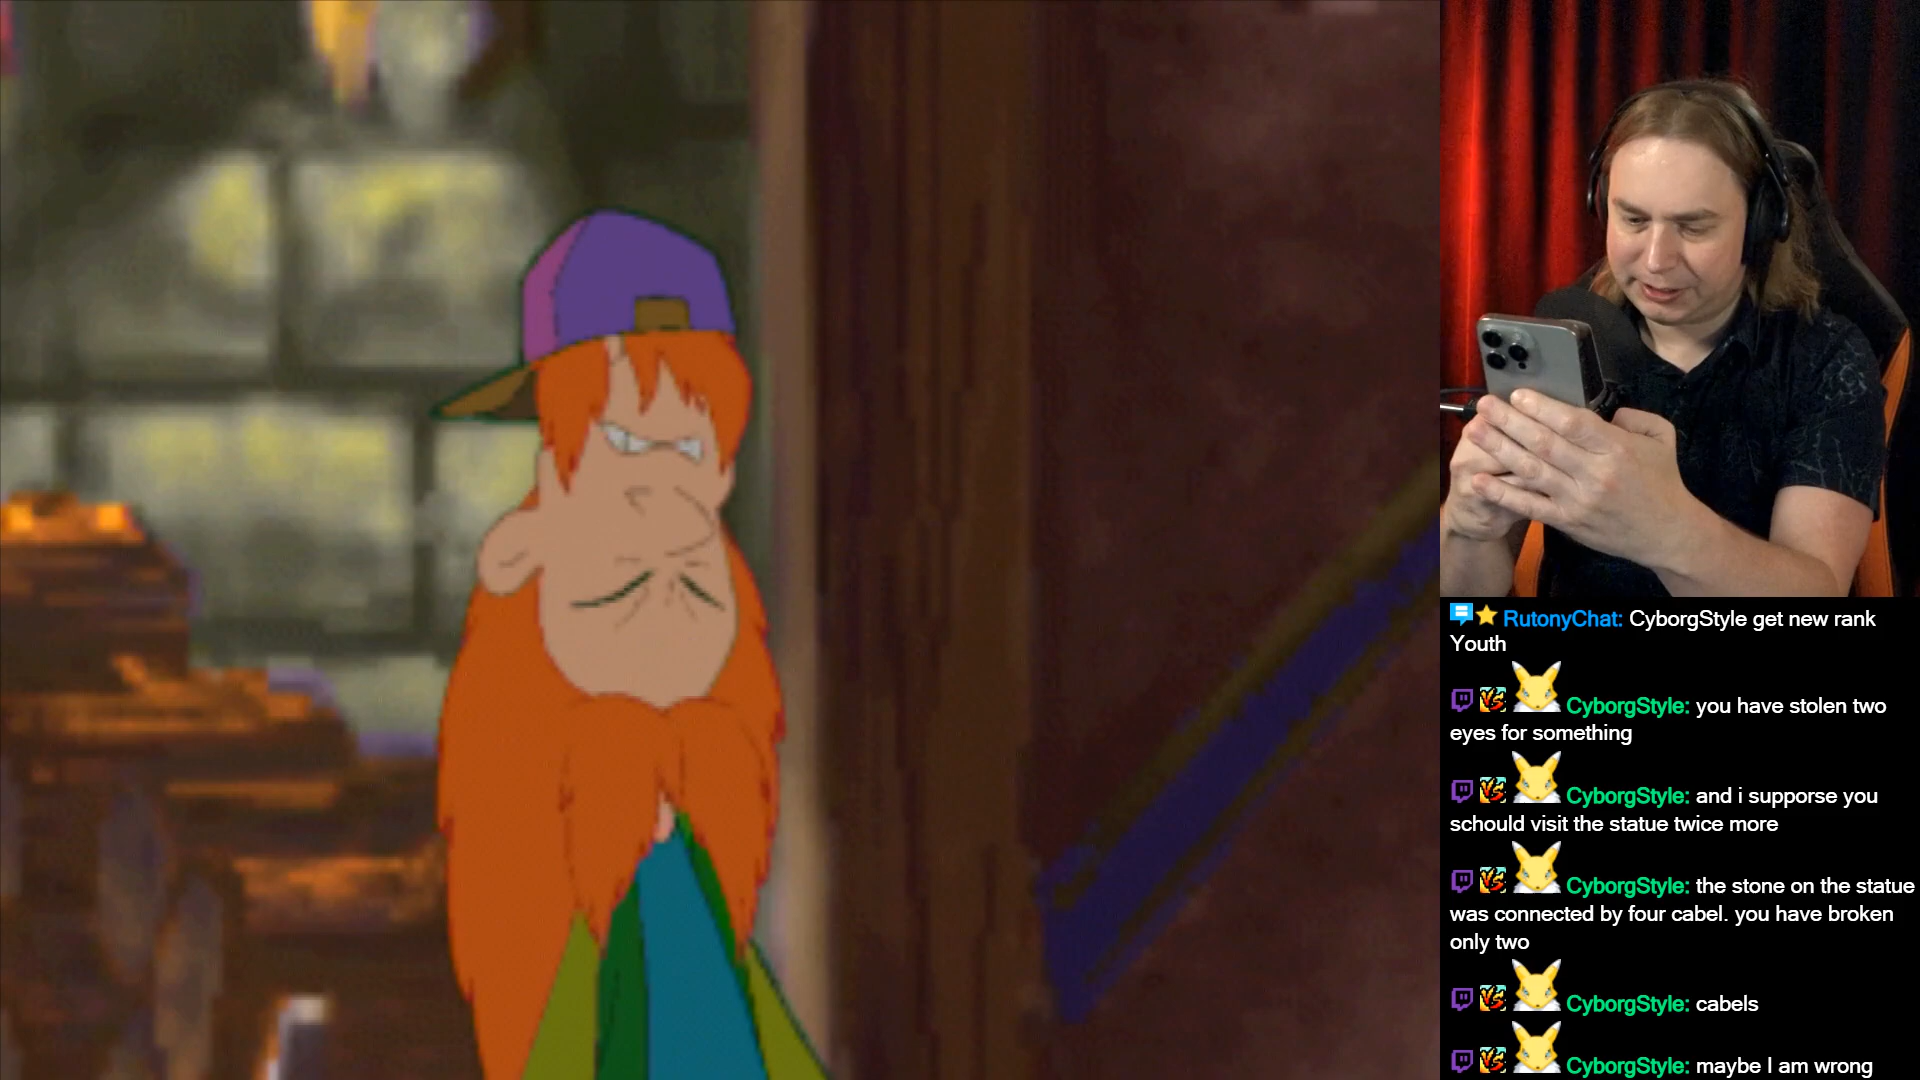 RutonyChat: CyborgStyle get new rank
Youth
CyborgStyle: you have stolen two
eyes for something
CyborgStyle: and i supporse you
schould visit the statue twice more
CyborgStyle: the stone on the statue
was connected by four cabel. you have broken
only two
CyborgStyle: cabels
CyborgStyle: maybe I am wrong